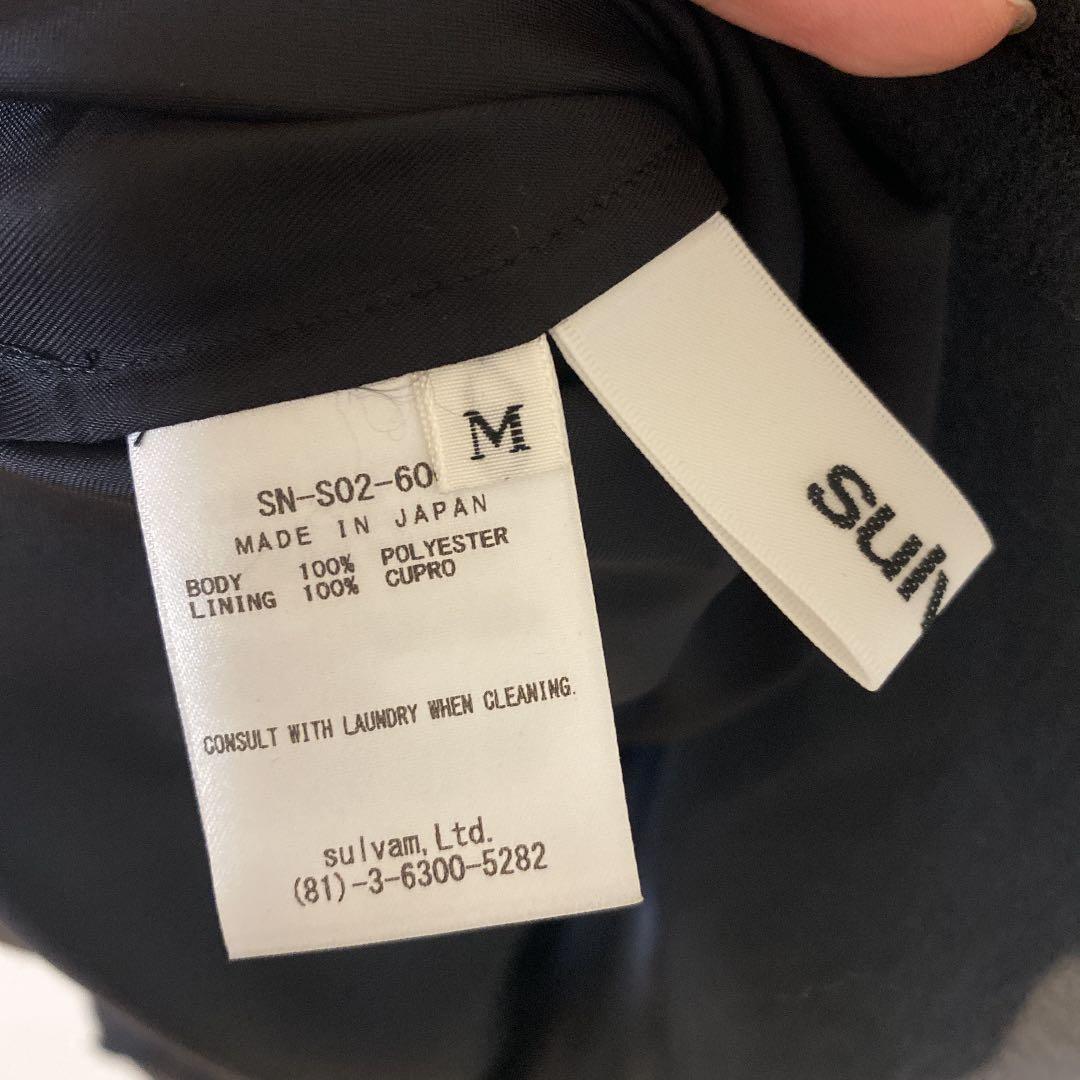 M
SN-S02-60
MADE IN JAPAN
BODY 100% POLYESTER
LINING 100% CUPRO
CONSULT WITH LAUNDRY WHEN CLEANING.
sulvam, Ltd.
(81)-3-6300-5282
sulv